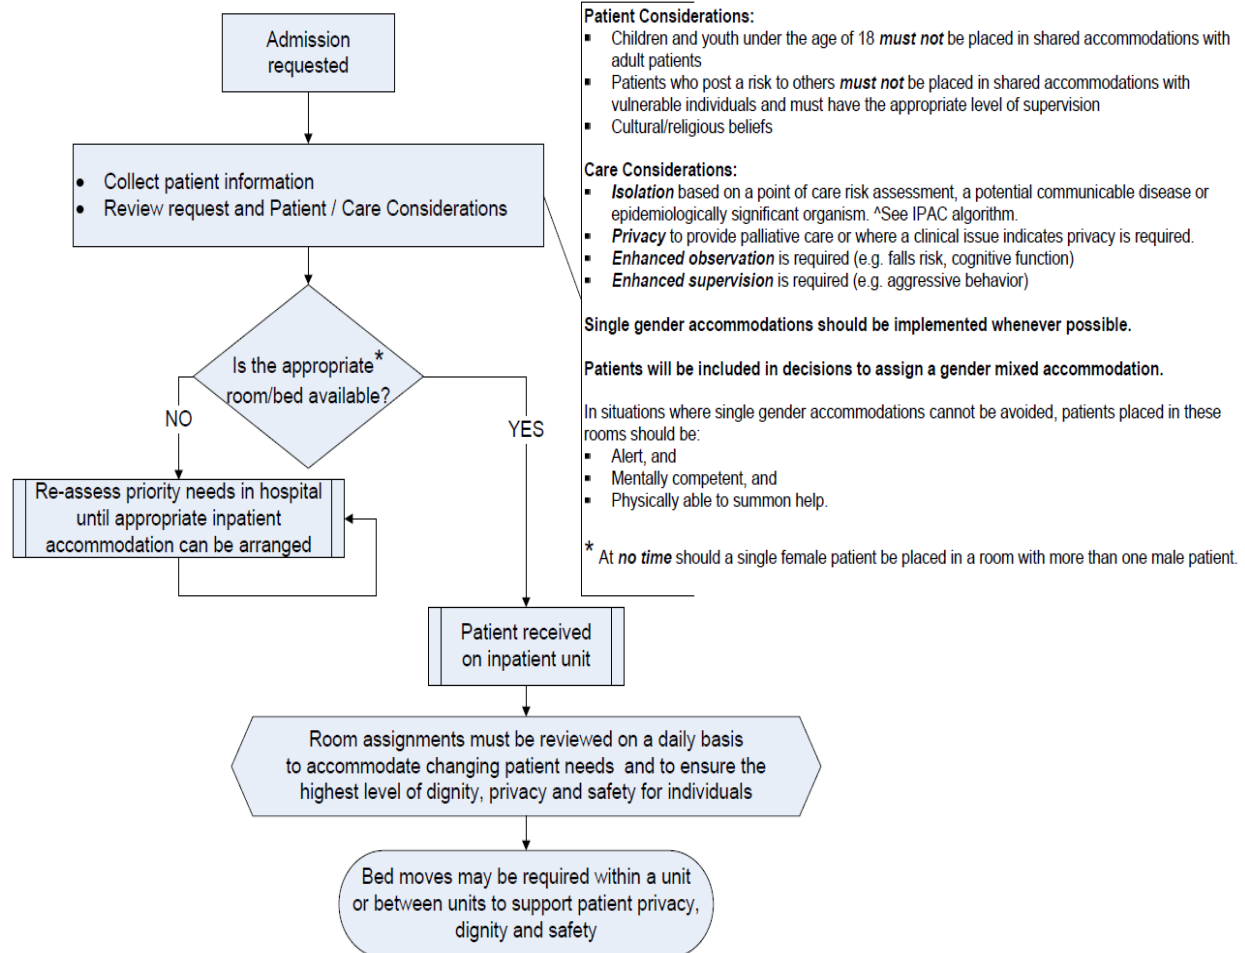 Admission
requested
• Collect patient information
• Review request and Patient / Care Considerations
Is the appropriate*
room/bed available?
NO
YES
Re-assess priority needs in hospital
until appropriate inpatient
accommodation can be arranged
Patient received
on inpatient unit
Room assignments must be reviewed on a daily basis
to accommodate changing patient needs and to ensure the
highest level of dignity, privacy and safety for individuals
Bed moves may be required within a unit
or between units to support patient privacy,
dignity and safety
Patient Considerations:
▪ Children and youth under the age of 18 must not be placed in shared accommodations with
adult patients
▪ Patients who post a risk to others must not be placed in shared accommodations with
vulnerable individuals and must have the appropriate level of supervision
▪ Cultural/religious beliefs
Care Considerations:
▪ Isolation based on a point of care risk assessment, a potential communicable disease or
epidemiologically significant organism. ^See IPAC algorithm.
▪ Privacy to provide palliative care or where a clinical issue indicates privacy is required.
▪ Enhanced observation is required (e.g. falls risk, cognitive function)
▪ Enhanced supervision is required (e.g. aggressive behavior)
Single gender accommodations should be implemented whenever possible.
Patients will be included in decisions to assign a gender mixed accommodation.
In situations where single gender accommodations cannot be avoided, patients placed in these
rooms should be:
▪ Alert, and
▪ Mentally competent, and
▪ Physically able to summon help.
* At no time should a single female patient be placed in a room with more than one male patient.